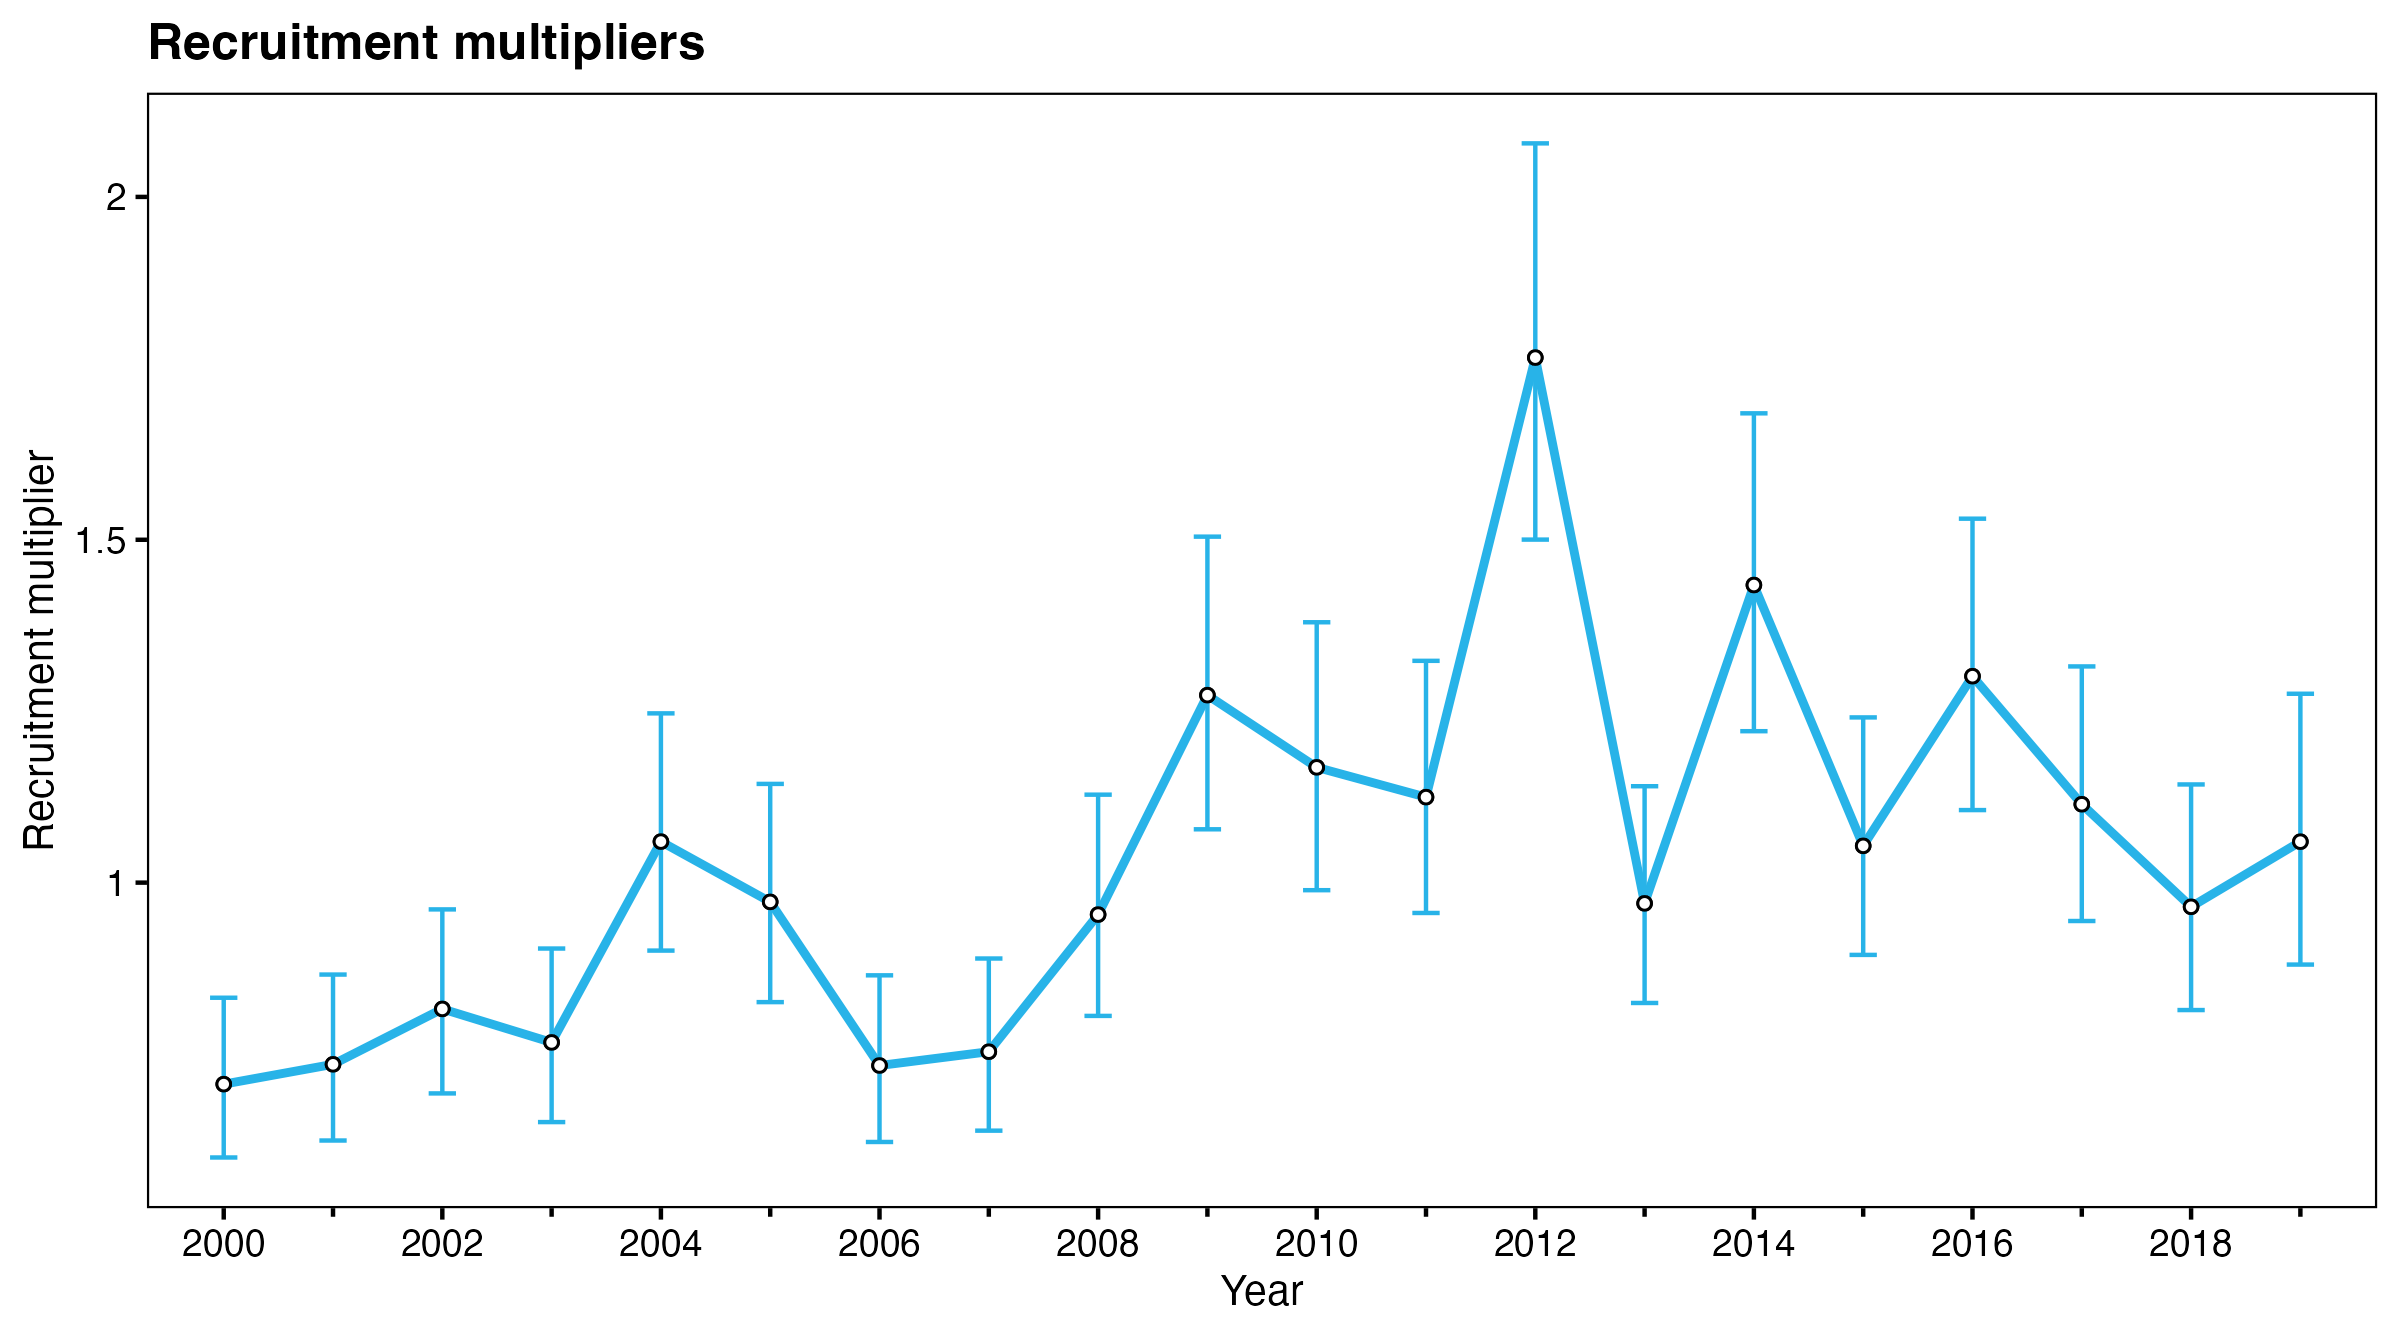 Recruitment multipliers
Recruitment multiplier
2
1.5
1
2000 2002 2004 2006 2008 2010 2012 2014 2016 2018
Year